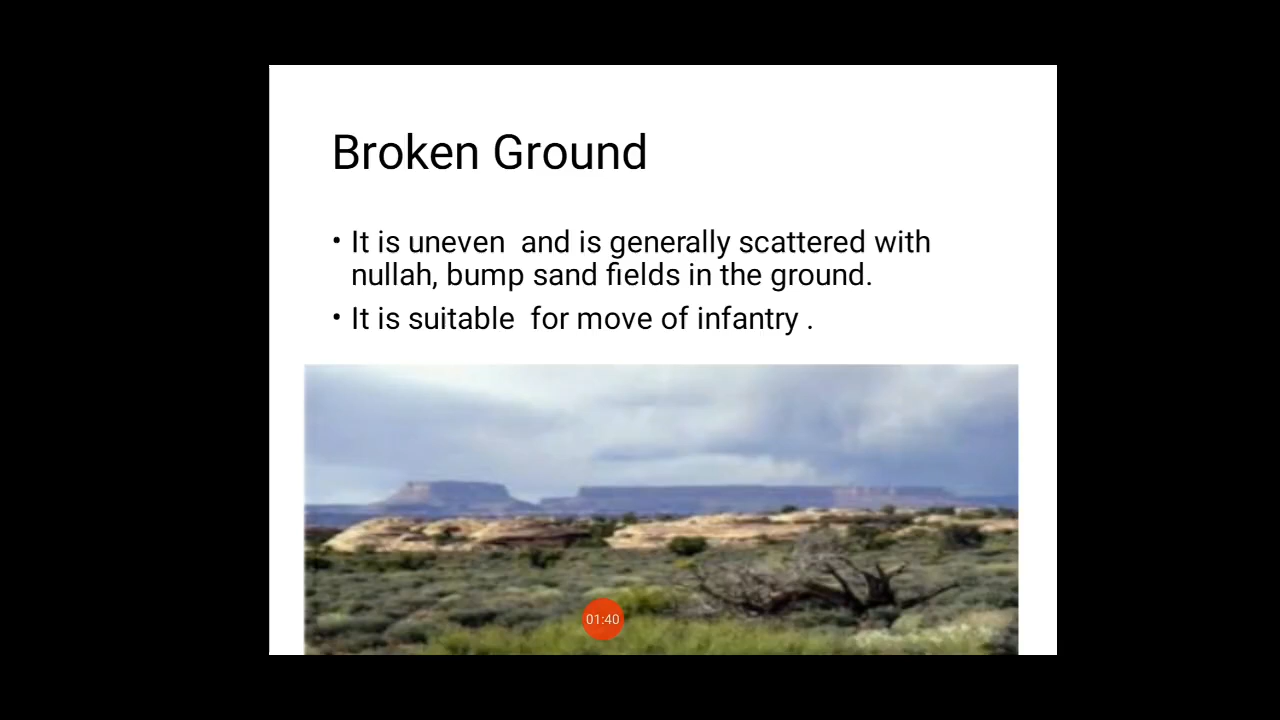 Broken Ground
• It is uneven  and is generally scattered with
nullah, bump sand fields in the ground.
• It is suitable  for move of infantry .
01:40